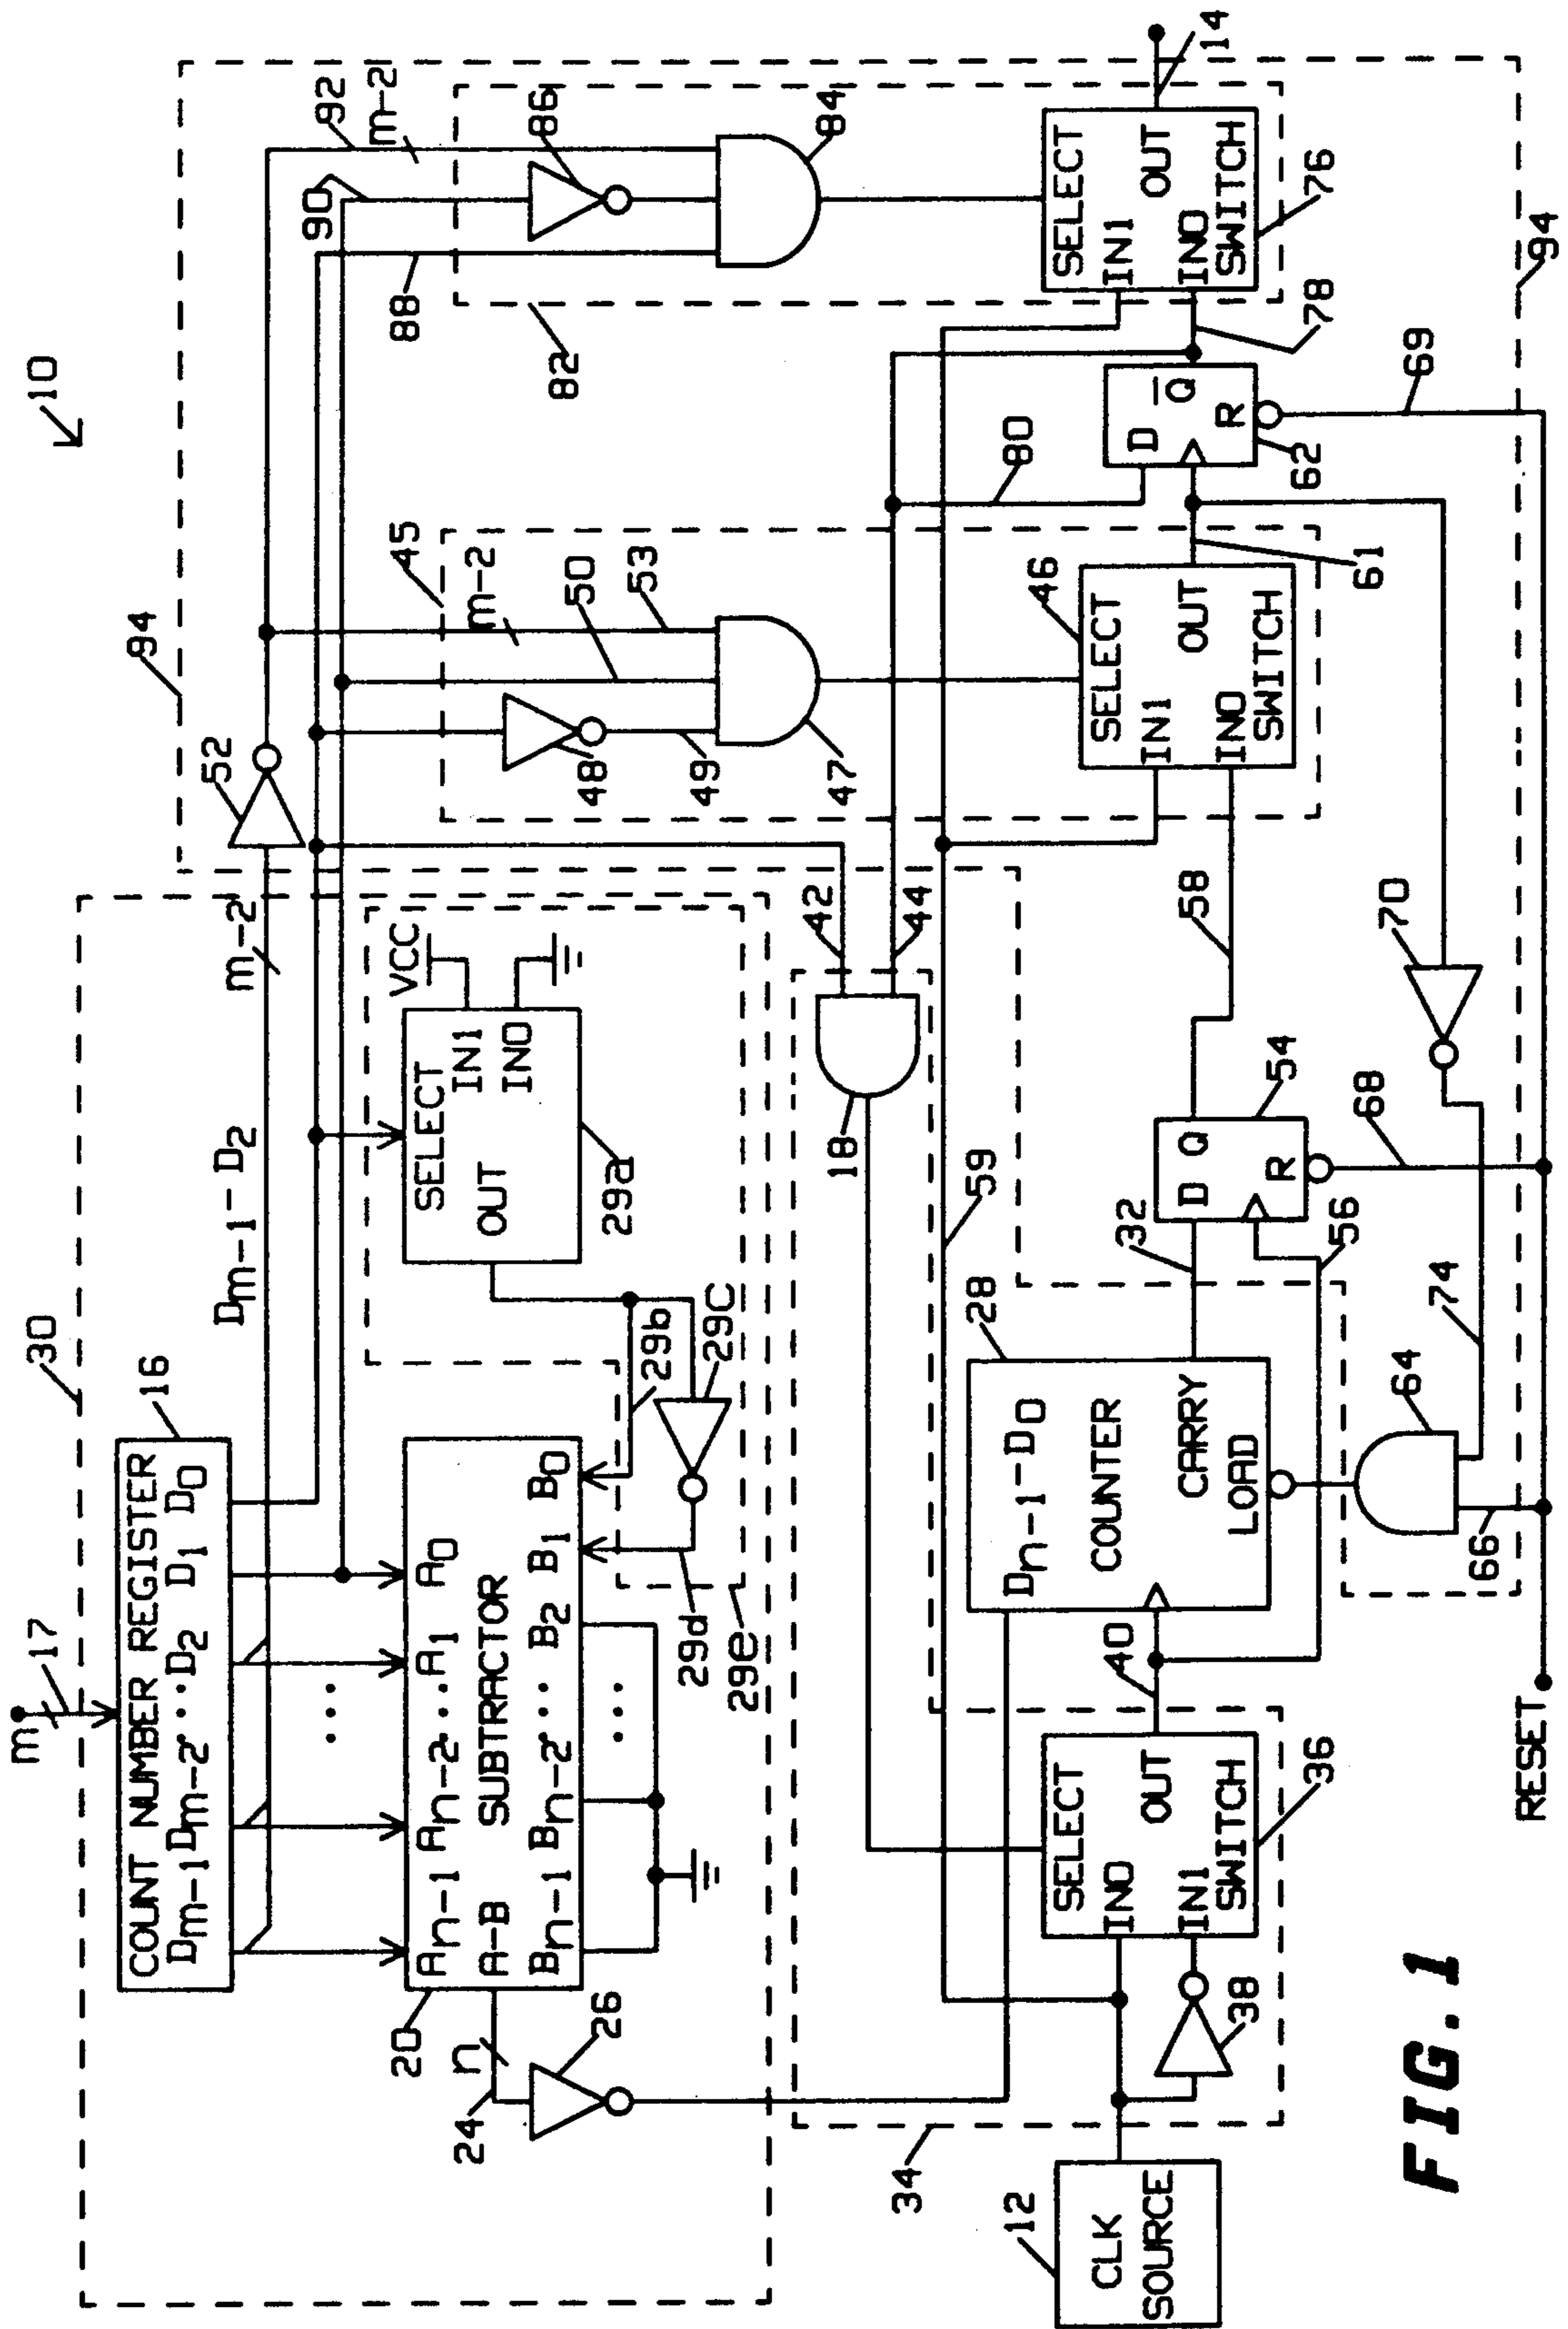 10
94
30
m
17
COUNT NUMBER REGISTER
Dm-1 Dm-2 ... D2 D1 D0
16
Dm-1 - D2
m-2
52
92
m-2
90
86
88
84
82
45
m-2
50
53
48
49
47
An-1 An-2 ... A1 A0
A-B SUBTRACTOR
Bn-1 Bn-2 ... B2 B1 B0
...
...
20
n
24
26
29d
29e
29b
29C
SELECT
OUT
IN1
IN0
29a
VCC
18
42
44
80
46
SELECT
IN1
OUT
IN0
SWITCH
61
SELECT
IN1
OUT
IN0
SWITCH
14
76
78
D
Q
R
62
69
34
12
CLK
SOURCE
38
SELECT
IN0
OUT
IN1
SWITCH
36
40
28
Dn-1 - D0
COUNTER
CARRY
LOAD
32
59
D Q
R
54
56
58
68
70
74
64
66
RESET
94
FIG. 1